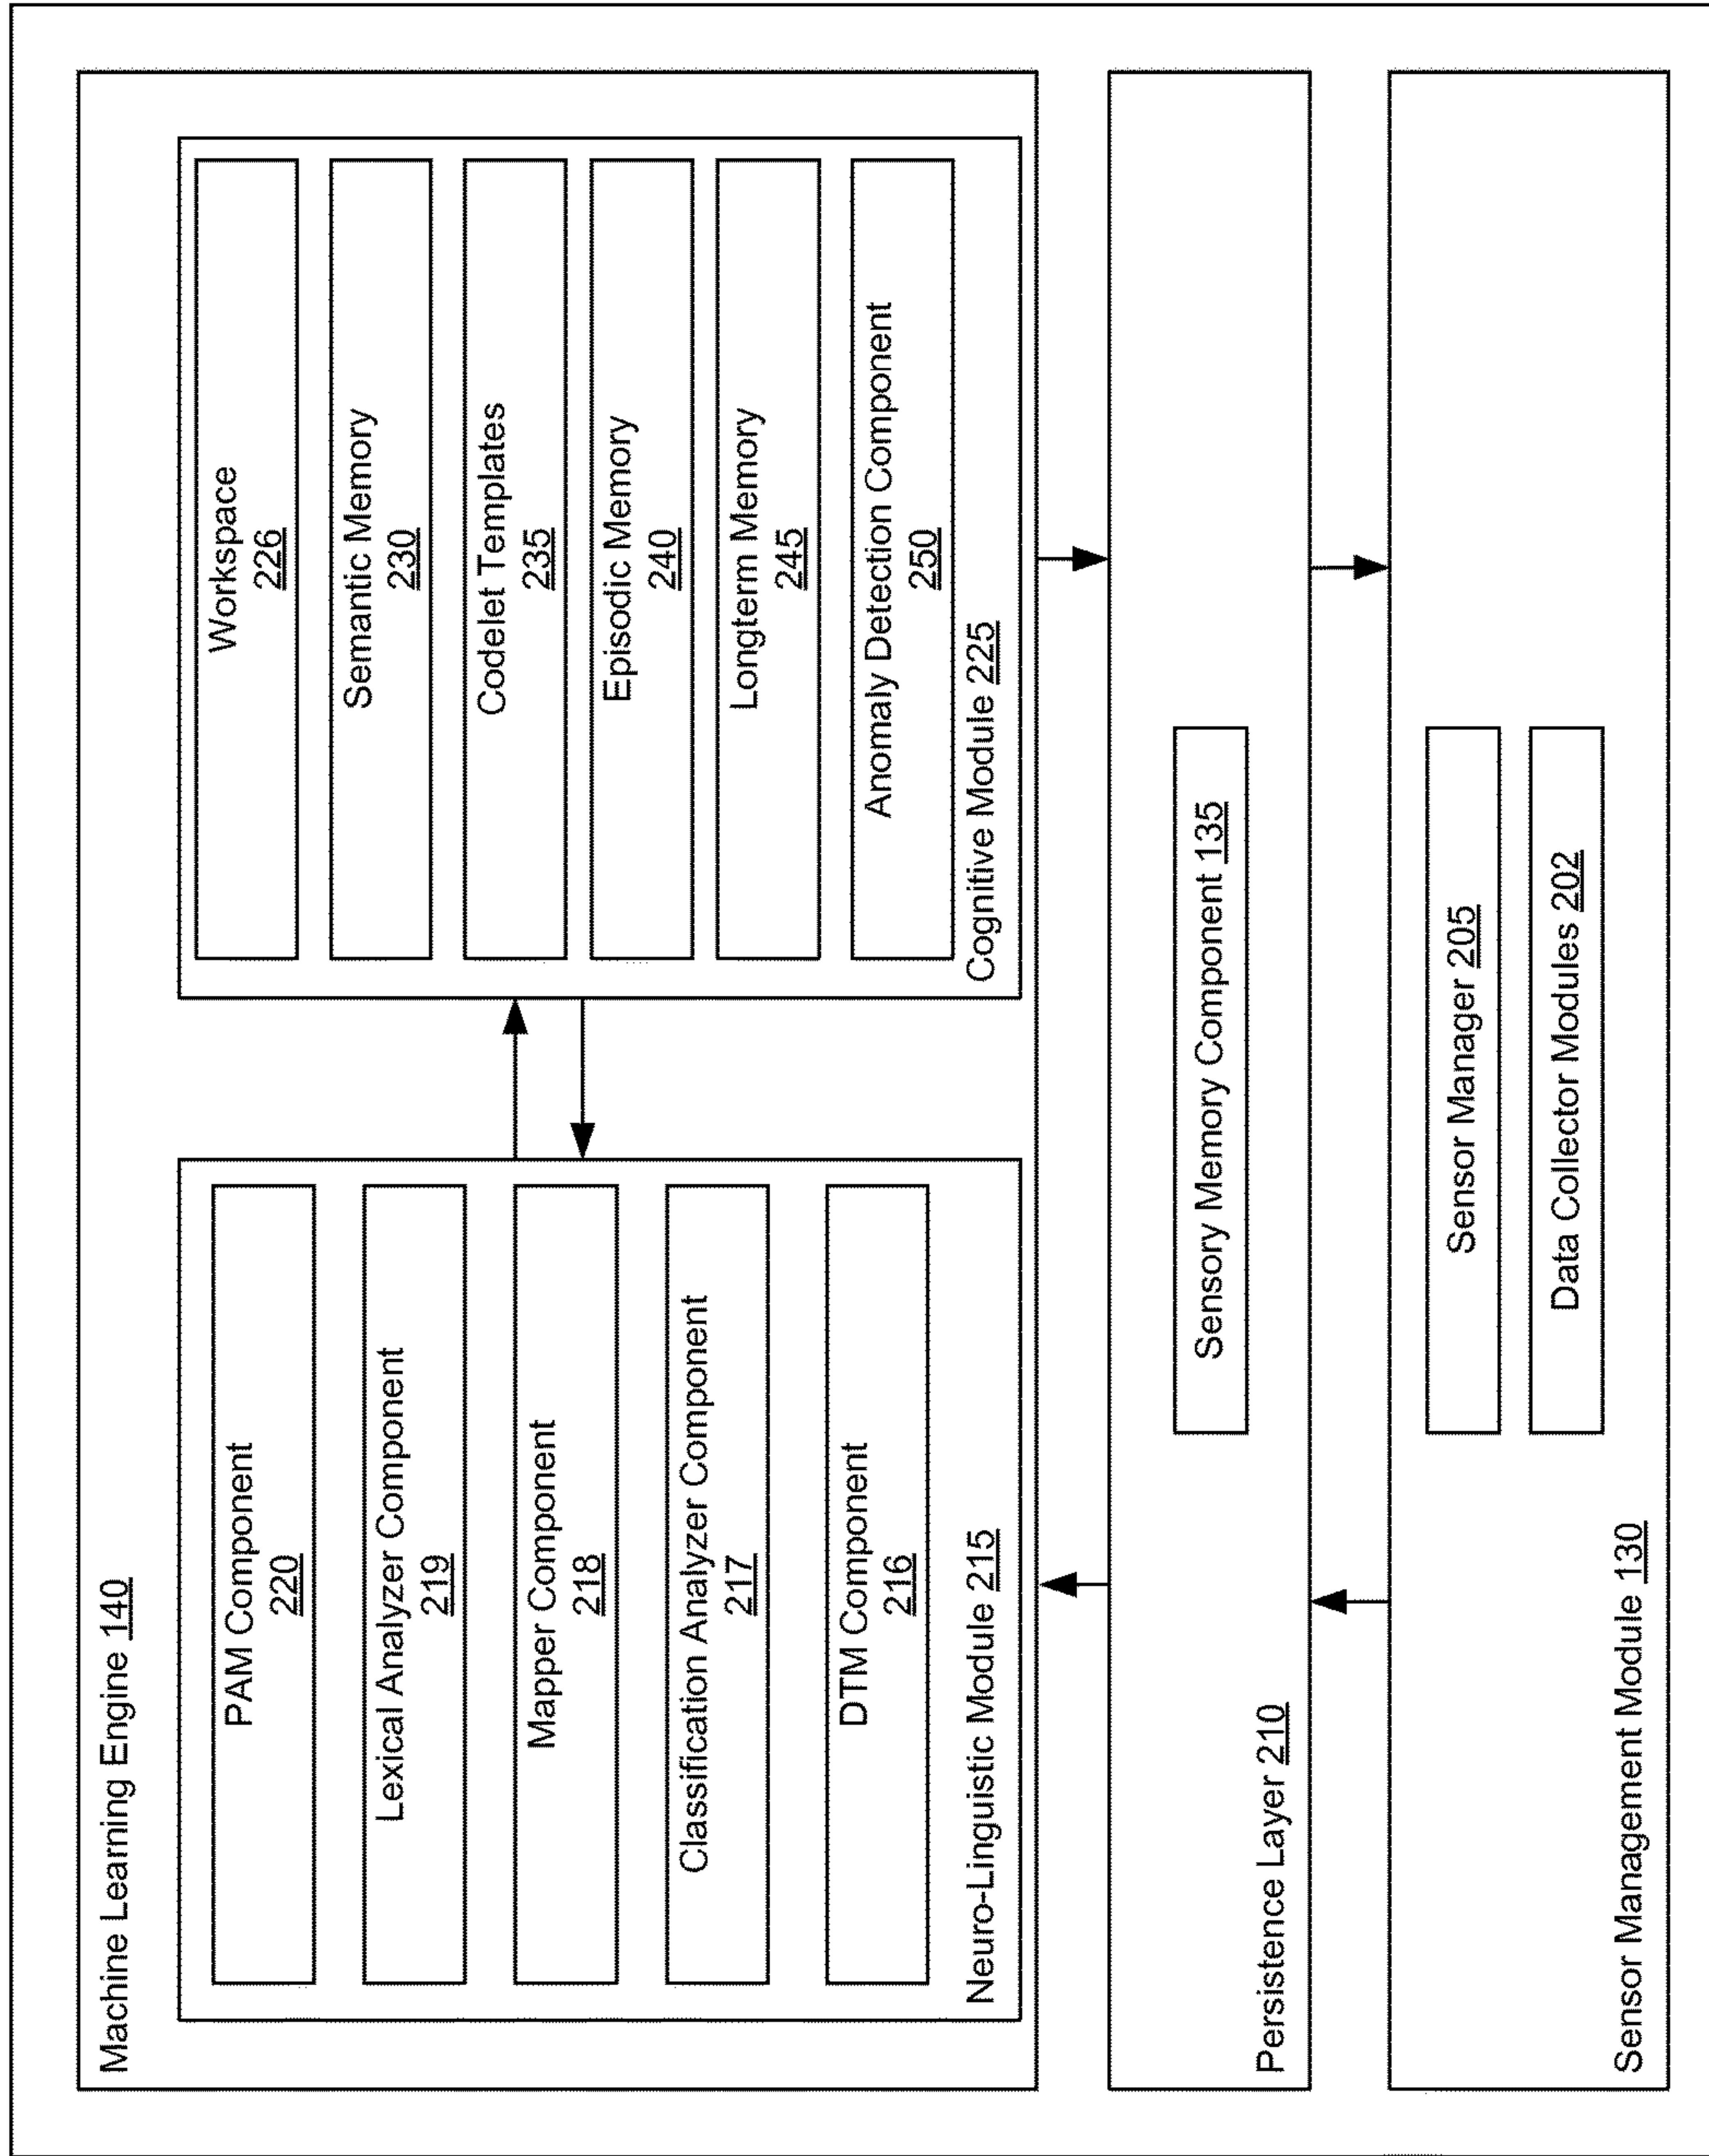 Machine Learning Engine 140
PAM Component
220
Lexical Analyzer Component
219
Mapper Component
218
Classification Analyzer Component
217
DTM Component
216
Neuro-Linguistic Module 215
Workspace
226
Semantic Memory
230
Codelet Templates
235
Episodic Memory
240
Longterm Memory
245
Anomaly Detection Component
250
Cognitive Module 225
Sensory Memory Component 135
Persistence Layer 210
Sensor Manager 205
Data Collector Modules 202
Sensor Management Module 130